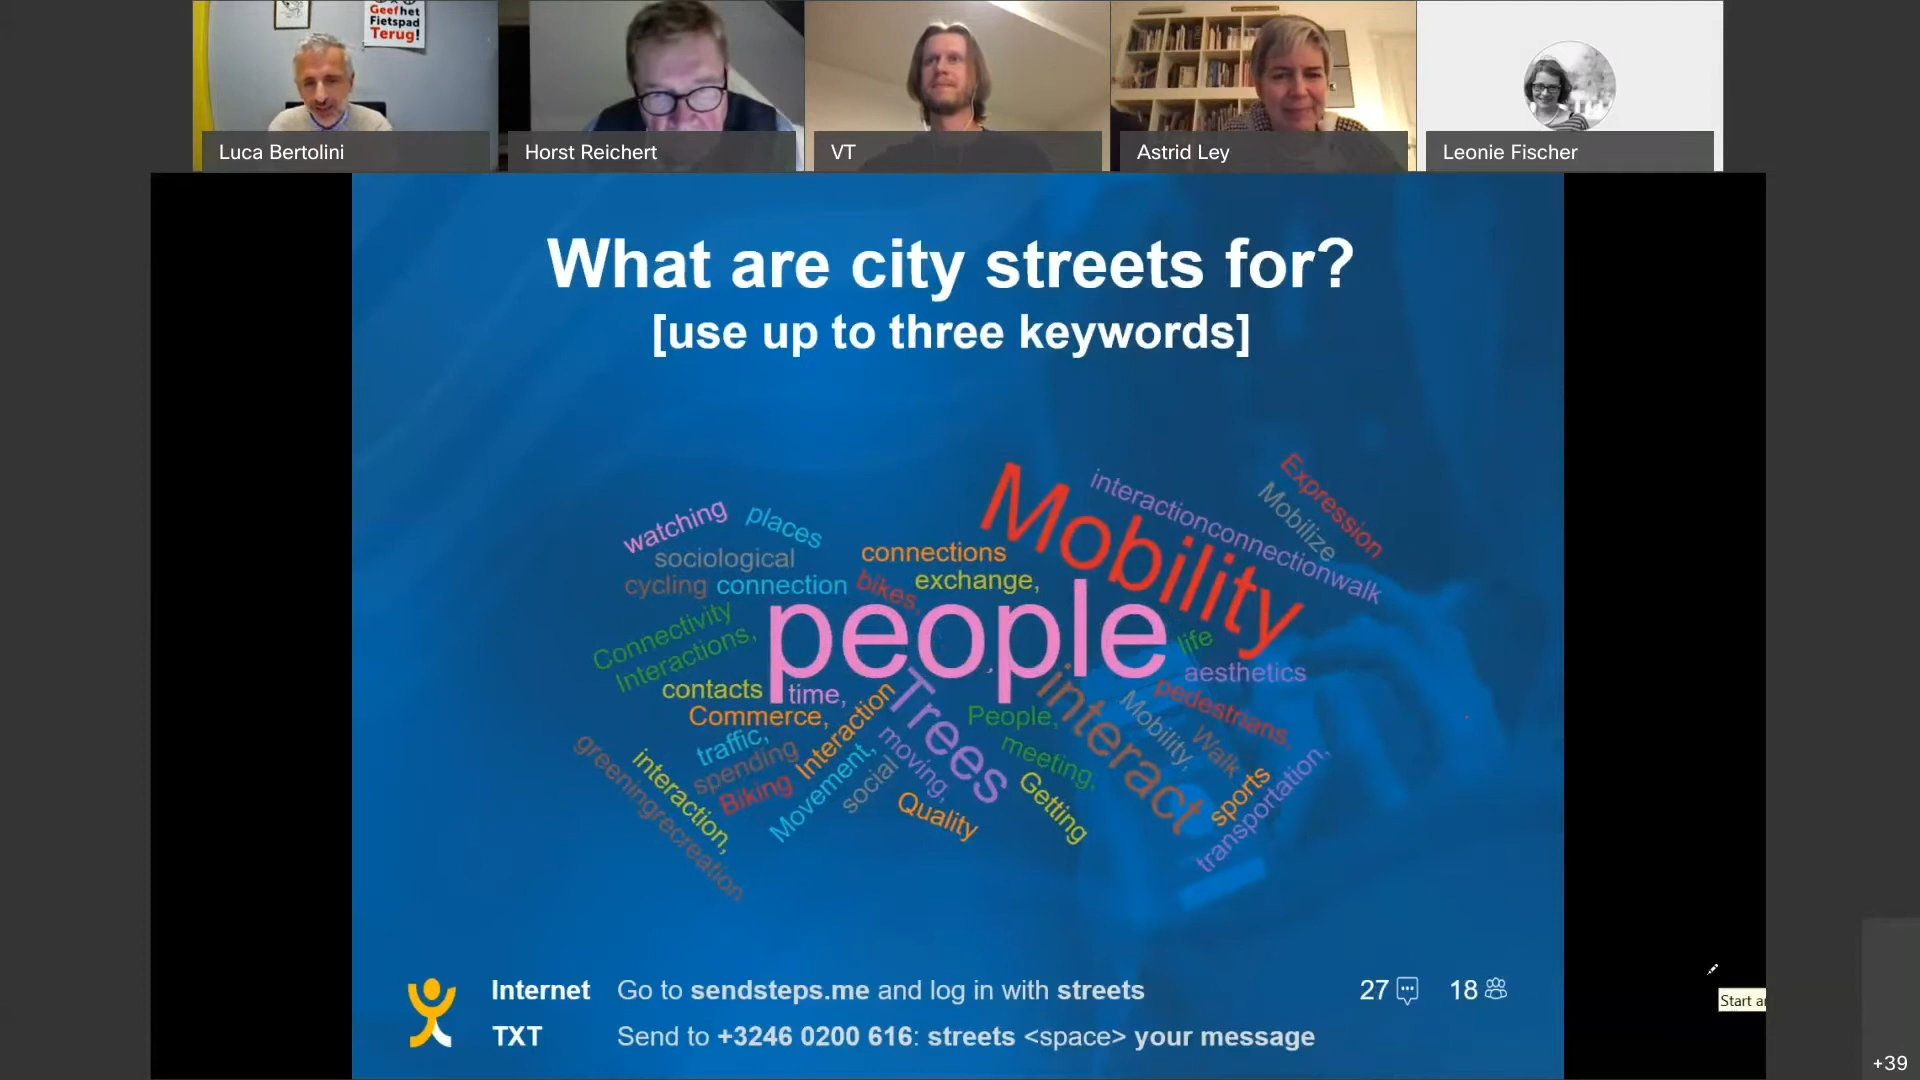 Geef het
Fietspad
Terug!
Luca Bertolini
Horst Reichert
VT
Astrid Ley
Leonie Fischer
What are city streets for?
[use up to three keywords]
Expression
Mobilize
interactionconnectionwalk
Mobility
watching
places
sociological
connections
cycling
connection
bikes,
exchange,
people
,
Connectivity
Interactions,
life
aesthetics
contacts
time,
Trees
interact
pedestrians,
Commerce,
Interaction
People,
Mobility,
Walk
traffic,
spending
Biking
Movement,
social
moving,
meeting,
Getting
Quality
sports
transportation,
interaction,
greeningrecreation
Internet Go to sendsteps.me and log in with streets 27 18
TXT Send to +3246 0200 616: streets <space> your message
Start a
+39